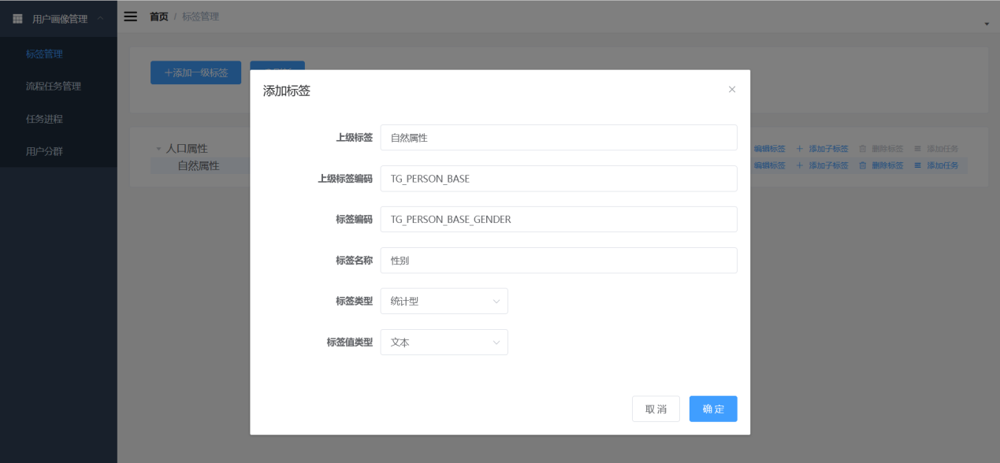 用户画像管理
首页 / 标签管理
标签管理
流程任务管理
任务进程
用户分群
+添加一级标签
人口属性
编辑标签 + 添加子标签 删除标签 添加任务
自然属性
编辑标签 + 添加子标签 删除标签 添加任务
添加标签
上级标签 自然属性
上级标签编码 TG_PERSON_BASE
标签编码 TG_PERSON_BASE_GENDER
标签名称 性别
标签类型 统计型
标签值类型 文本
取消 确定